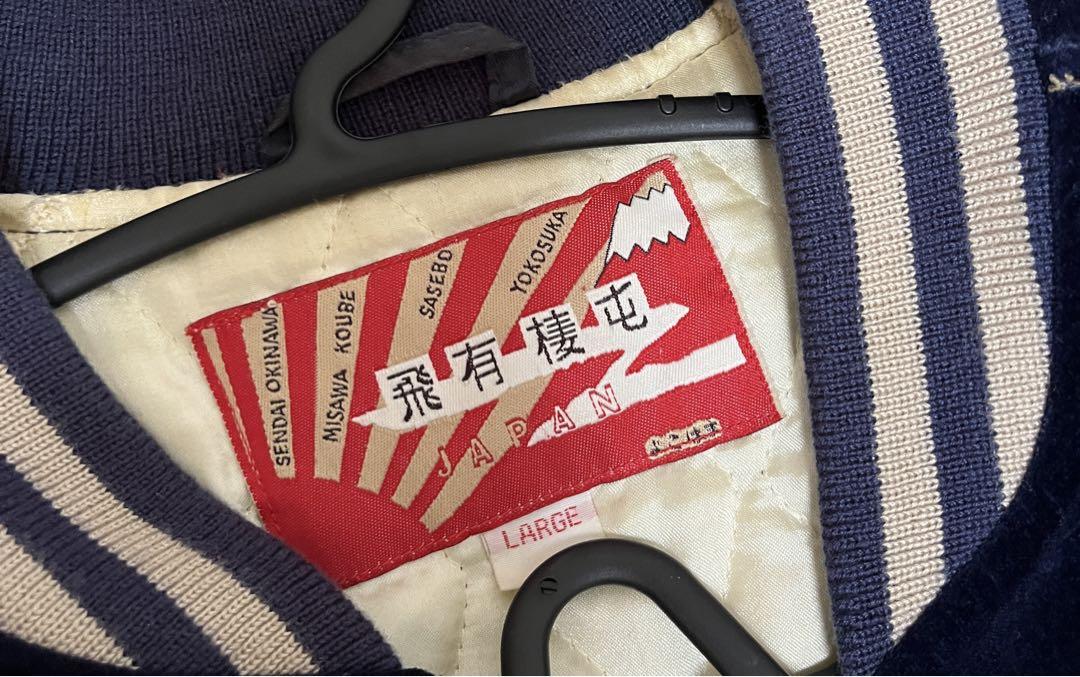 SENDAI OKINAWA
MISAWA KOUBE
SASEBO
YOKOSUKA
飛有棲屯
JAPAN
LARGE